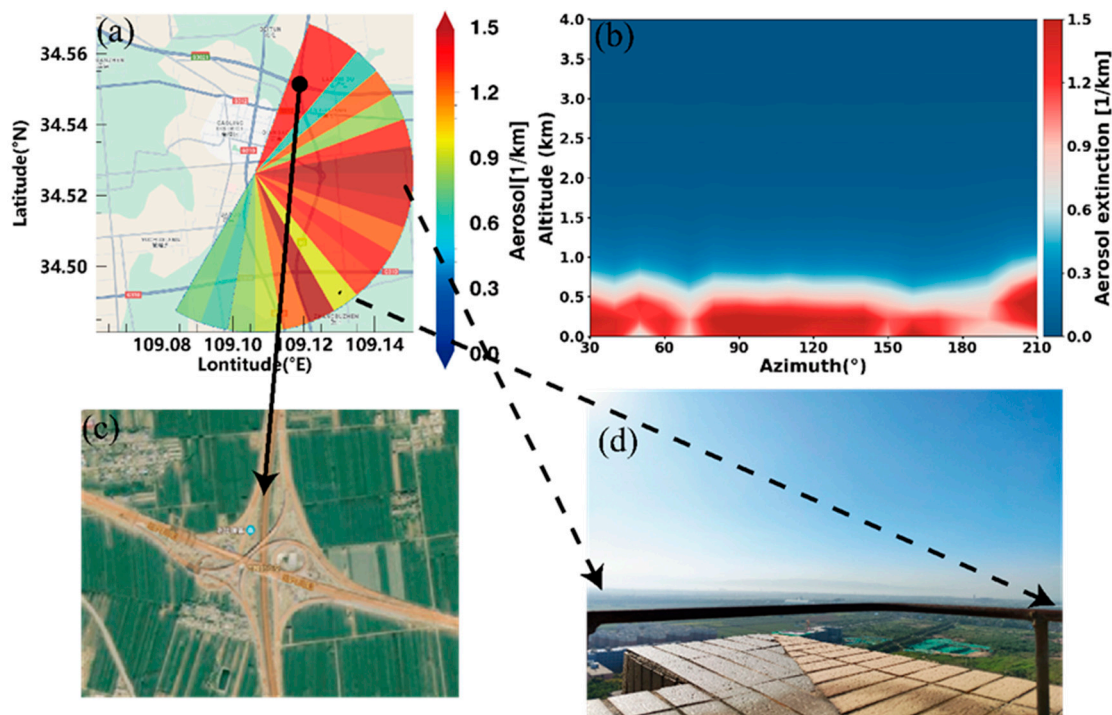 (a)
34.56
34.54
34.52
34.50
Latitude(°N)
109.08 109.10 109.12 109.14
Lontitude(°E)
1.5
1.2
0.9
0.6
0.3
0.0
Aerosol[1/km]
(b)
4.0
3.5
3.0
2.5
2.0
1.5
1.0
0.5
0.0
Altitude (km)
30 60 90 120 150 180 210
Azimuth(°)
1.5
1.2
0.9
0.6
0.3
0.0
Aerosol extinction [1/km]
(c)
(d)